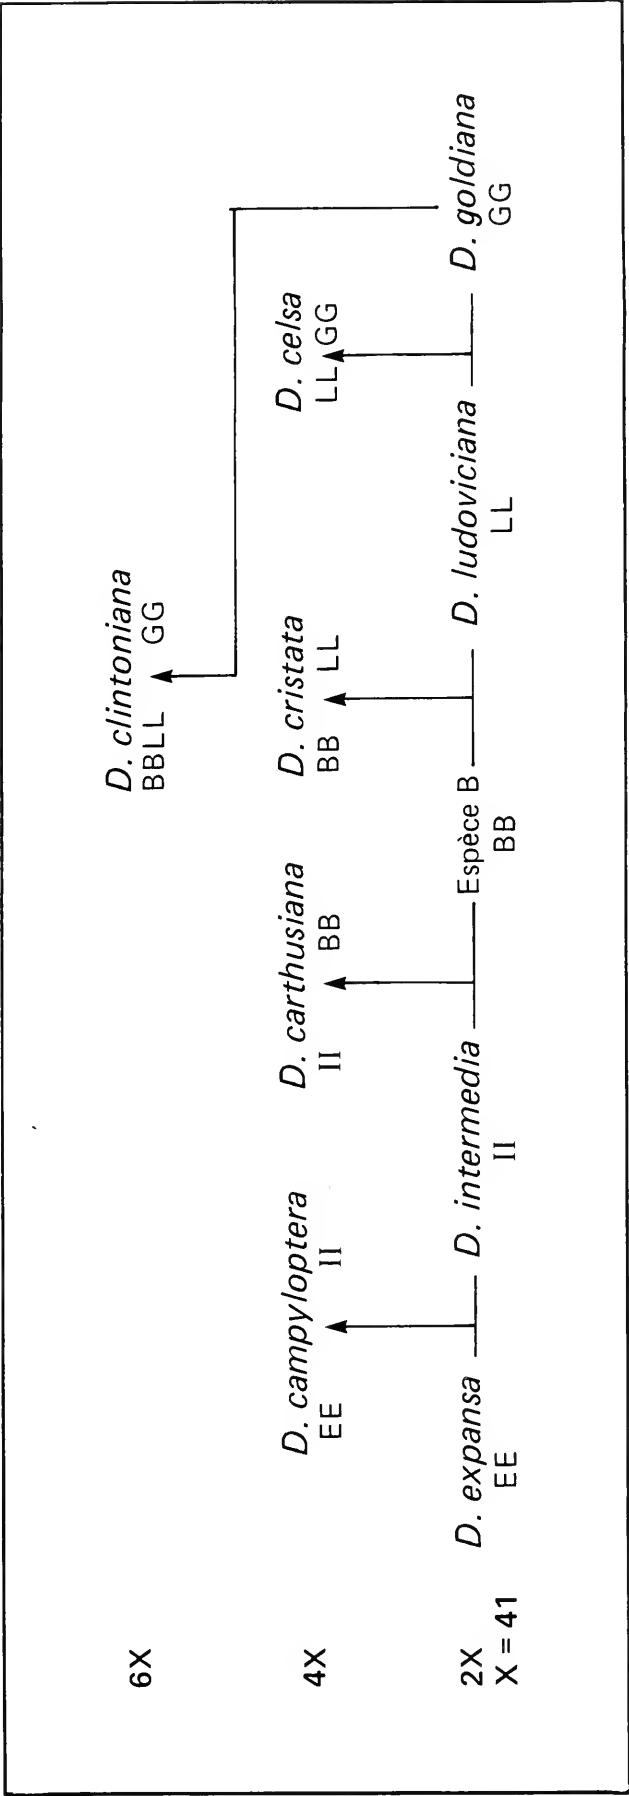 6X
D. clintoniana
BBLL GG
4X
D. campyloptera
EE II
D. carthusiana
II BB
D. cristata
BB LL
D. celsa
LL GG
2X
X = 41
D. expansa
EE
D. intermedia
II
Espèce B
BB
D. ludoviciana
LL
D. goldiana
GG